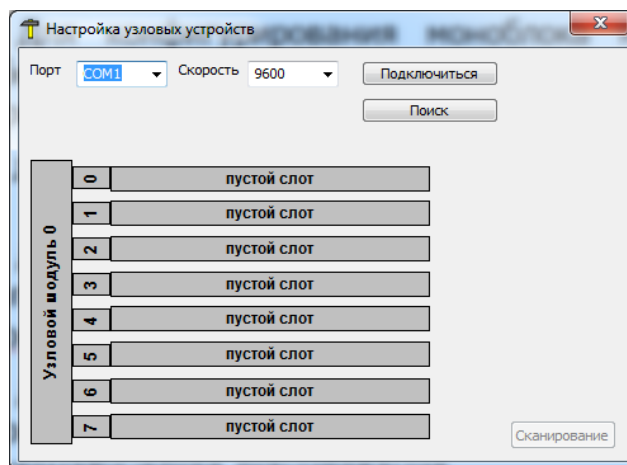 Настройка узловых устройств
Порт COM1 Скорость 9600 Подключиться
Поиск
Узловой модуль 0
0 пустой слот
1 пустой слот
2 пустой слот
3 пустой слот
4 пустой слот
5 пустой слот
6 пустой слот
7 пустой слот
Сканирование